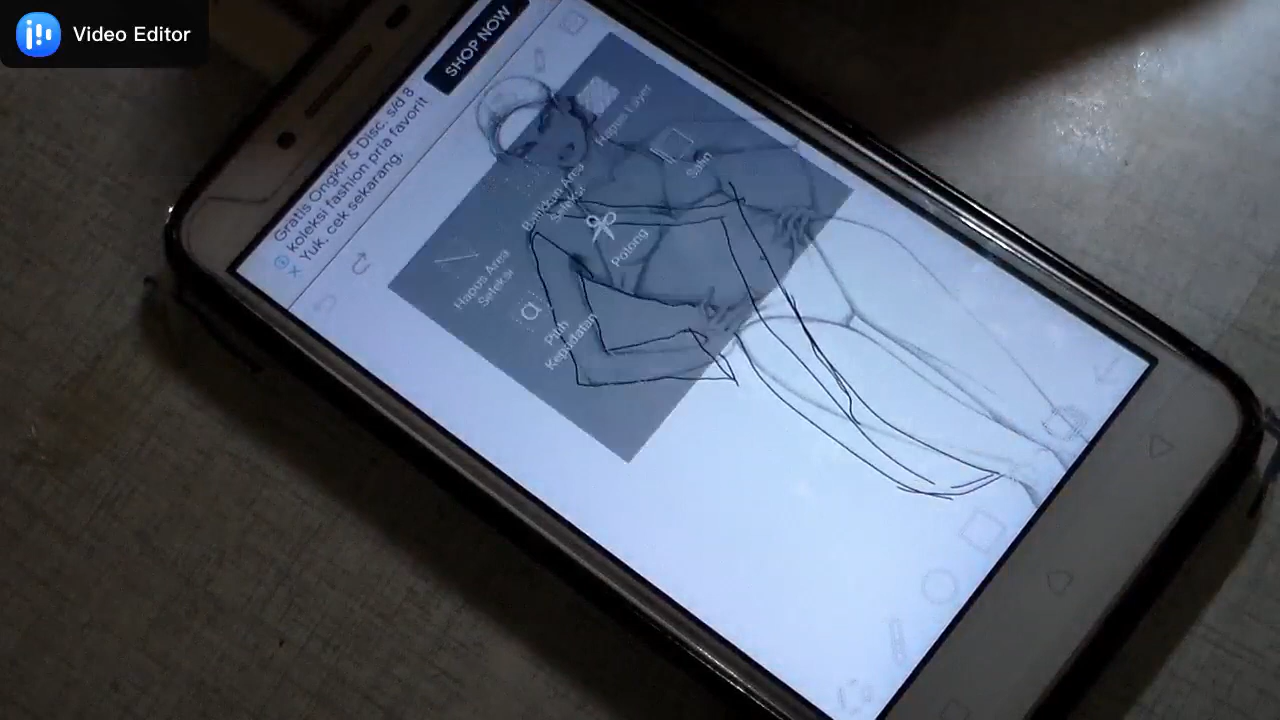 Video Editor
SHOP NOW
Gratis Ongkir & Disc. s/d 8
koleksi fashion pria favorit
Yuk, cek sekarang.
Hapus Layer
Salin
Balikkan Area
Seleksi
Potong
Hapus Area
Seleksi
a
Pilih
Kepadatan